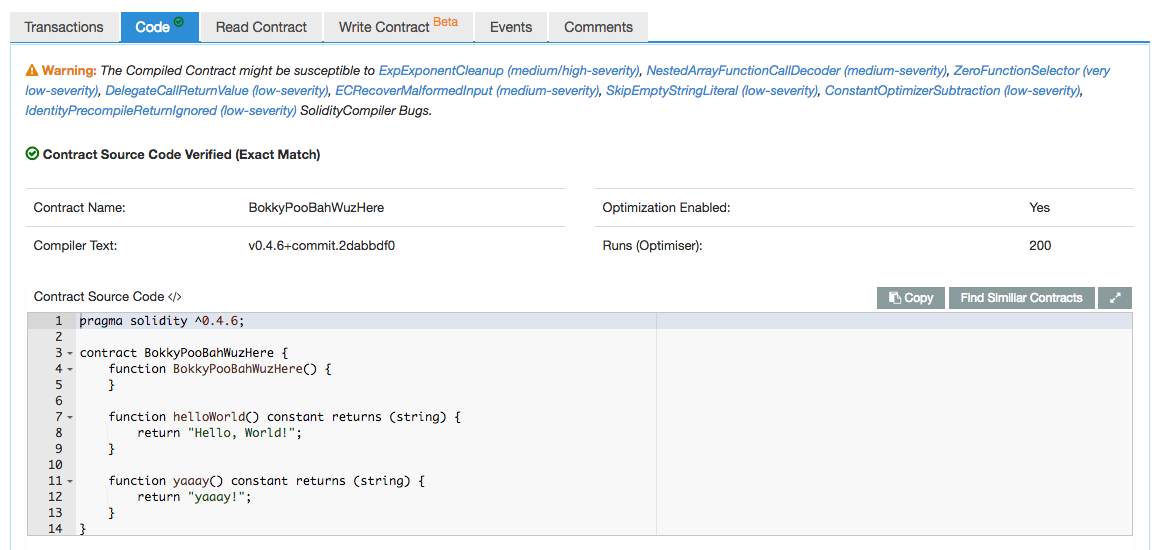 Transactions Code Read Contract Write Contract Beta Events Comments
Warning: The Compiled Contract might be susceptible to ExpExponentCleanup (medium/high-severity), NestedArrayFunctionCallDecoder (medium-severity), ZeroFunctionSelector (very
low-severity), DelegateCallReturnValue (low-severity), ECRecoverMalformedInput (medium-severity), SkipEmptyStringLiteral (low-severity), ConstantOptimizerSubtraction (low-severity),
IdentityPrecompileReturnIgnored (low-severity) SolidityCompiler Bugs.
Contract Source Code Verified (Exact Match)
Contract Name: BokkyPooBahWuzHere Optimization Enabled: Yes
Compiler Text: v0.4.6+commit.2dabbdf0 Runs (Optimiser): 200
Contract Source Code </> Copy Find Similiar Contracts
1 pragma solidity ^0.4.6;
2
3 contract BokkyPooBahWuzHere {
4 function BokkyPooBahWuzHere() {
5 }
6
7 function helloWorld() constant returns (string) {
8 return "Hello, World!";
9 }
10
11 function yaaay() constant returns (string) {
12 return "yaaay!";
13 }
14 }